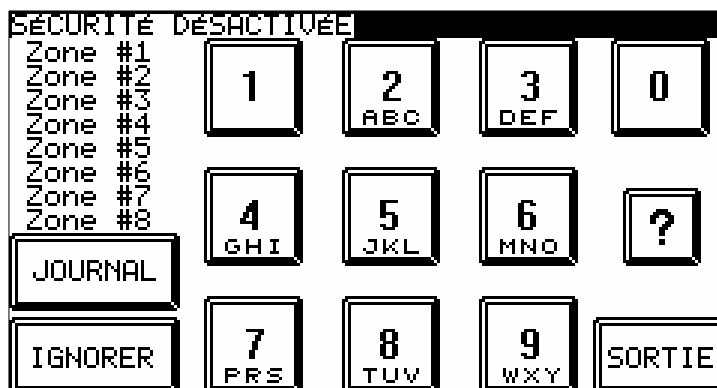 SÉCURITÉ DÉSACTIVÉE
Zone #1
Zone #2
Zone #3
Zone #4
Zone #5
Zone #6
Zone #7
Zone #8
JOURNAL
IGNORER
1
2
ABC
3
DEF
0
4
GHI
5
JKL
6
MNO
?
7
PRS
8
TUV
9
WXY
SORTIE